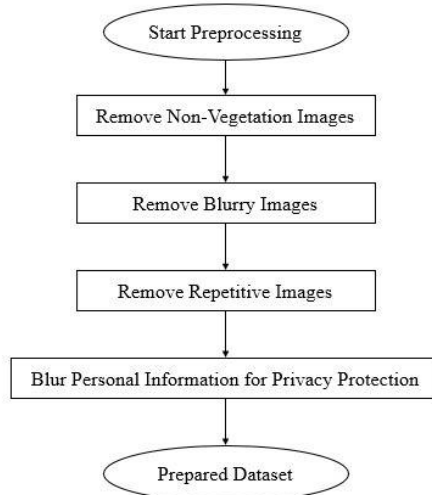 Start Preprocessing
Remove Non-Vegetation Images
Remove Blurry Images
Remove Repetitive Images
Blur Personal Information for Privacy Protection
Prepared Dataset